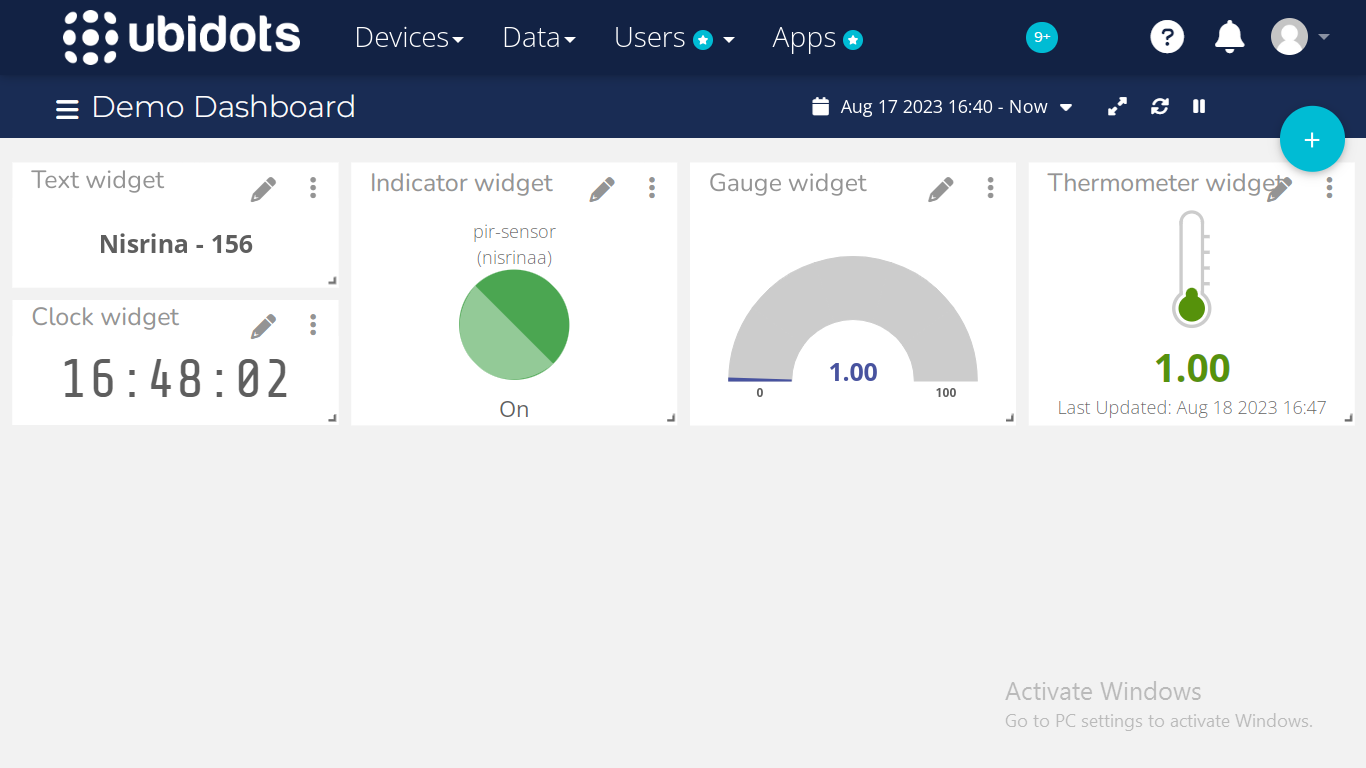 ubidots
Devices
Data
Users
Apps
9+
?
Demo Dashboard
Aug 17 2023 16:40 - Now
+
Text widget
Nisrina - 156
Clock widget
16:48:02
Indicator widget
pir-sensor
(nisrinaa)
On
Gauge widget
1.00
0
100
Thermometer widget
1.00
Last Updated: Aug 18 2023 16:47
Activate Windows
Go to PC settings to activate Windows.